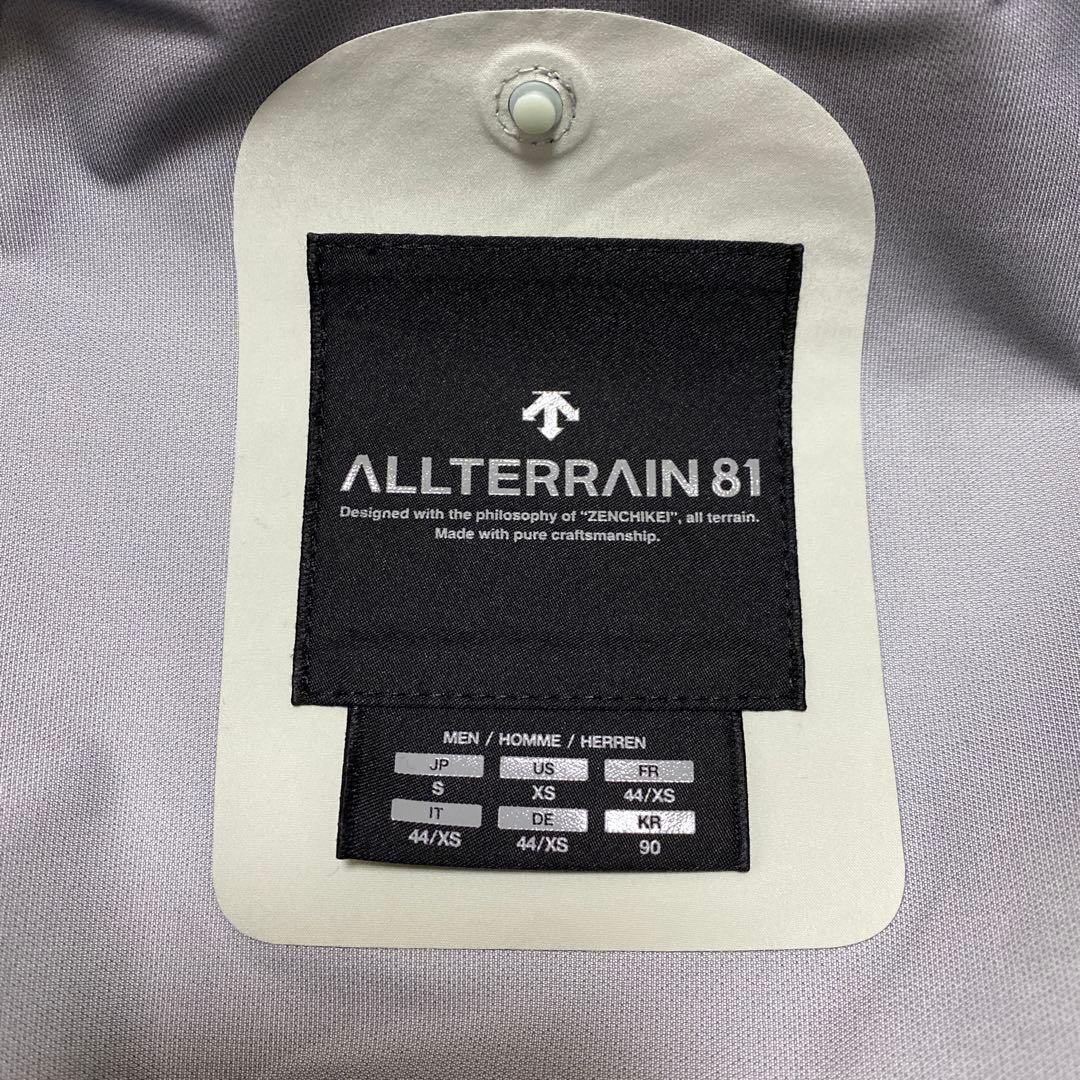 ALLTERRAIN 81
Designed with the philosophy of "ZENCHIKEI", all terrain.
Made with pure craftsmanship.
MEN / HOMME / HERREN
JP US FR
S XS 44/XS
IT DE KR
44/XS 44/XS 90